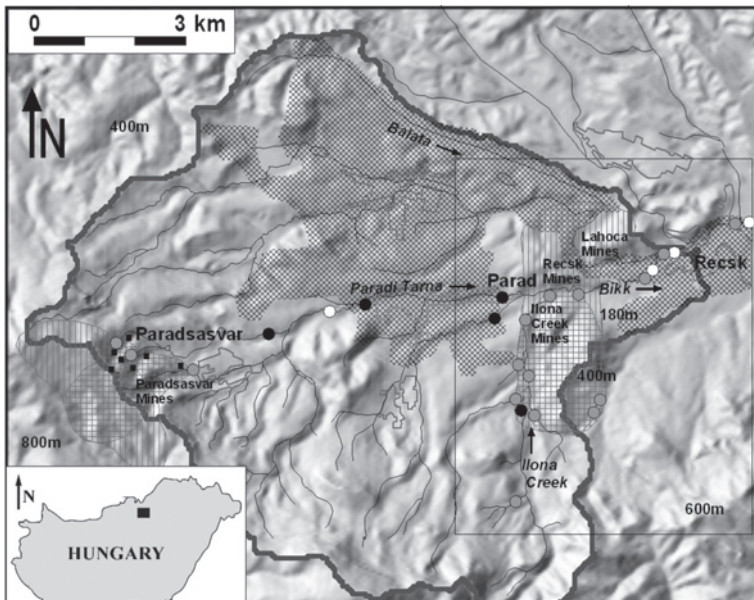 0 3 km
N
400m
Balata
Lahoca
Mines
Recsk
Recsk
Mines
Parad
Paradi Tarna
Bikk
180m
Ilona
Creek
Mines
Paradsasvar
Paradsasvar
Mines
400m
800m
Ilona
Creek
600m
N
HUNGARY